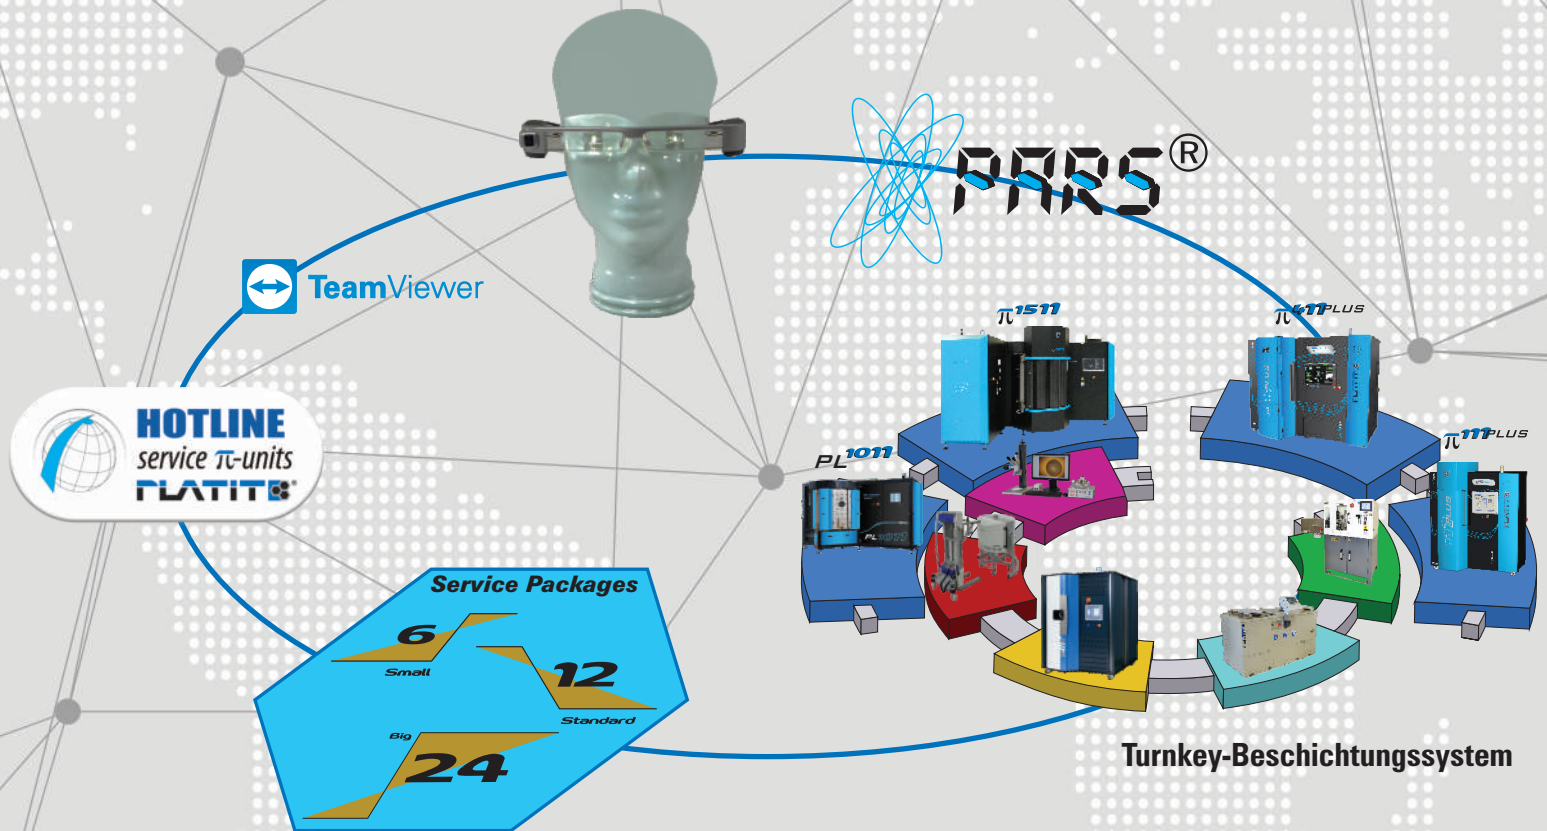 PARS®
TeamViewer
π1511
π411PLUS
π111PLUS
PL1011
HOTLINE
service π-units
PLATIT
PL1011
Service Packages
6
Small
12
Standard
Big
24
Turnkey-Beschichtungssystem